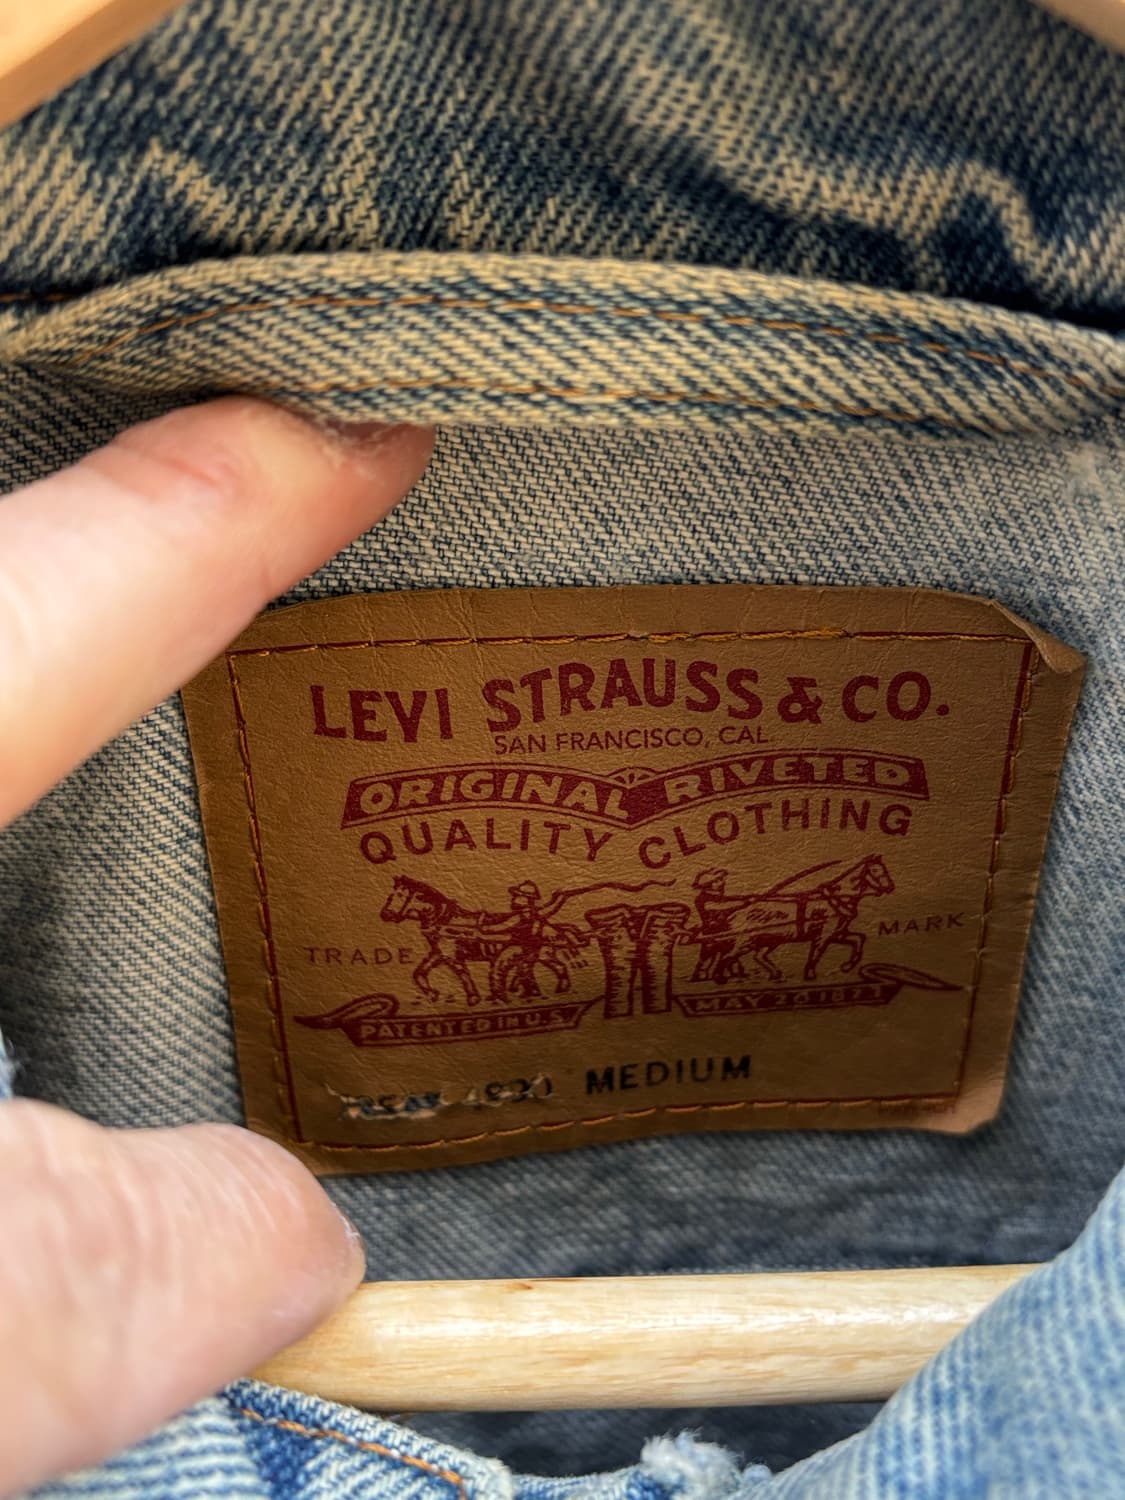 LEVI STRAUSS & CO.
SAN FRANCISCO, CAL.
ORIGINAL RIVETED
QUALITY CLOTHING
TRADE MARK
PATENTED IN U.S. MAY 20 1873
MEDIUM